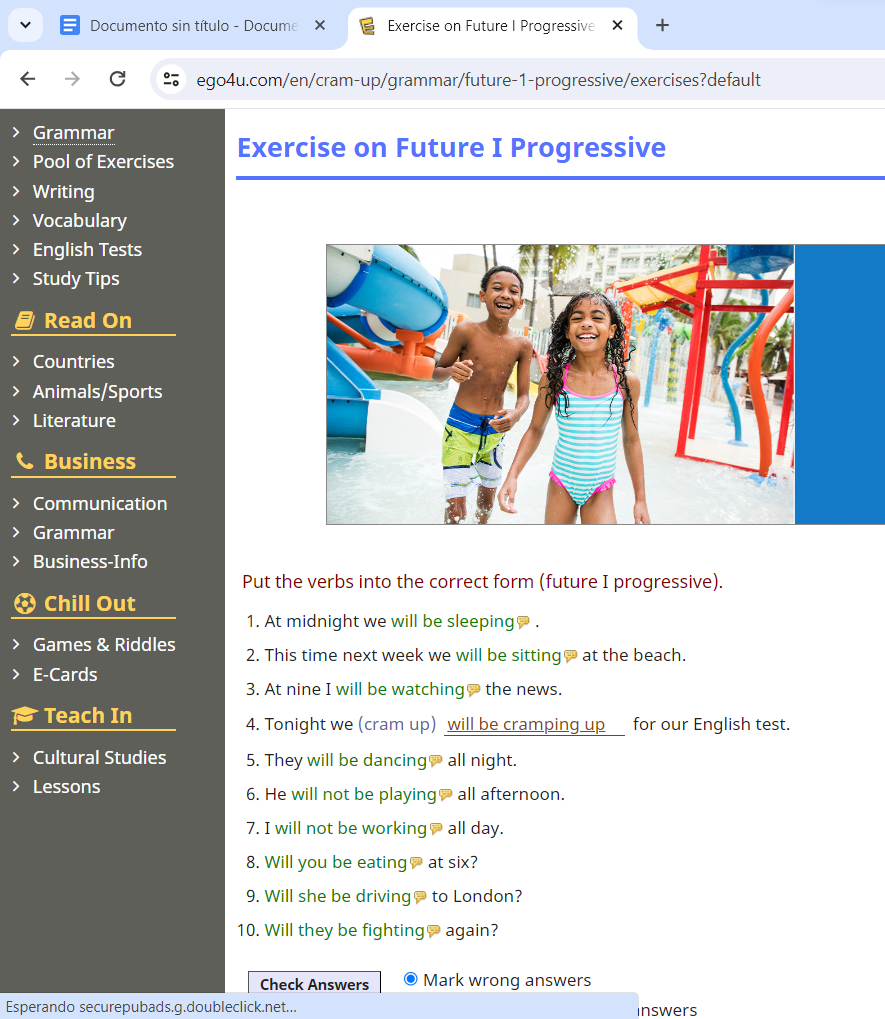 Documento sin título - Docume
Exercise on Future I Progressive
ego4u.com/en/cram-up/grammar/future-1-progressive/exercises?default
Grammar
Pool of Exercises
Writing
Vocabulary
English Tests
Study Tips
Read On
Countries
Animals/Sports
Literature
Business
Communication
Grammar
Business-Info
Chill Out
Games & Riddles
E-Cards
Teach In
Cultural Studies
Lessons
Exercise on Future I Progressive
Put the verbs into the correct form (future I progressive).
1. At midnight we will be sleeping .
2. This time next week we will be sitting at the beach.
3. At nine I will be watching the news.
4. Tonight we (cram up) will be cramping up for our English test.
5. They will be dancing all night.
6. He will not be playing all afternoon.
7. I will not be working all day.
8. Will you be eating at six?
9. Will she be driving to London?
10. Will they be fighting again?
Check Answers
Mark wrong answers
nswers
Esperando securepubads.g.doubleclick.net...